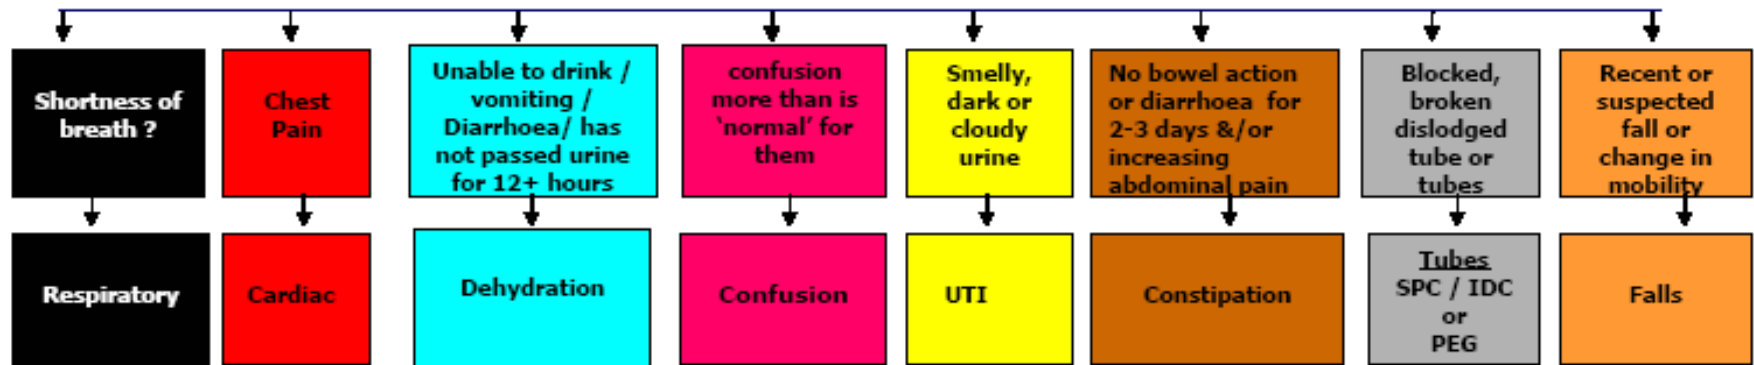 Shortness of
breath ?
Chest
Pain
Unable to drink /
vomiting /
Diarrhoea/ has
not passed urine
for 12+ hours
confusion
more than is
‘normal’ for
them
Smelly,
dark or
cloudy
urine
No bowel action
or diarrhoea for
2-3 days &/or
increasing
abdominal pain
Blocked,
broken
dislodged
tube or
tubes
Recent or
suspected
fall or
change in
mobility
Respiratory
Cardiac
Dehydration
Confusion
UTI
Constipation
Tubes
SPC / IDC
or
PEG
Falls